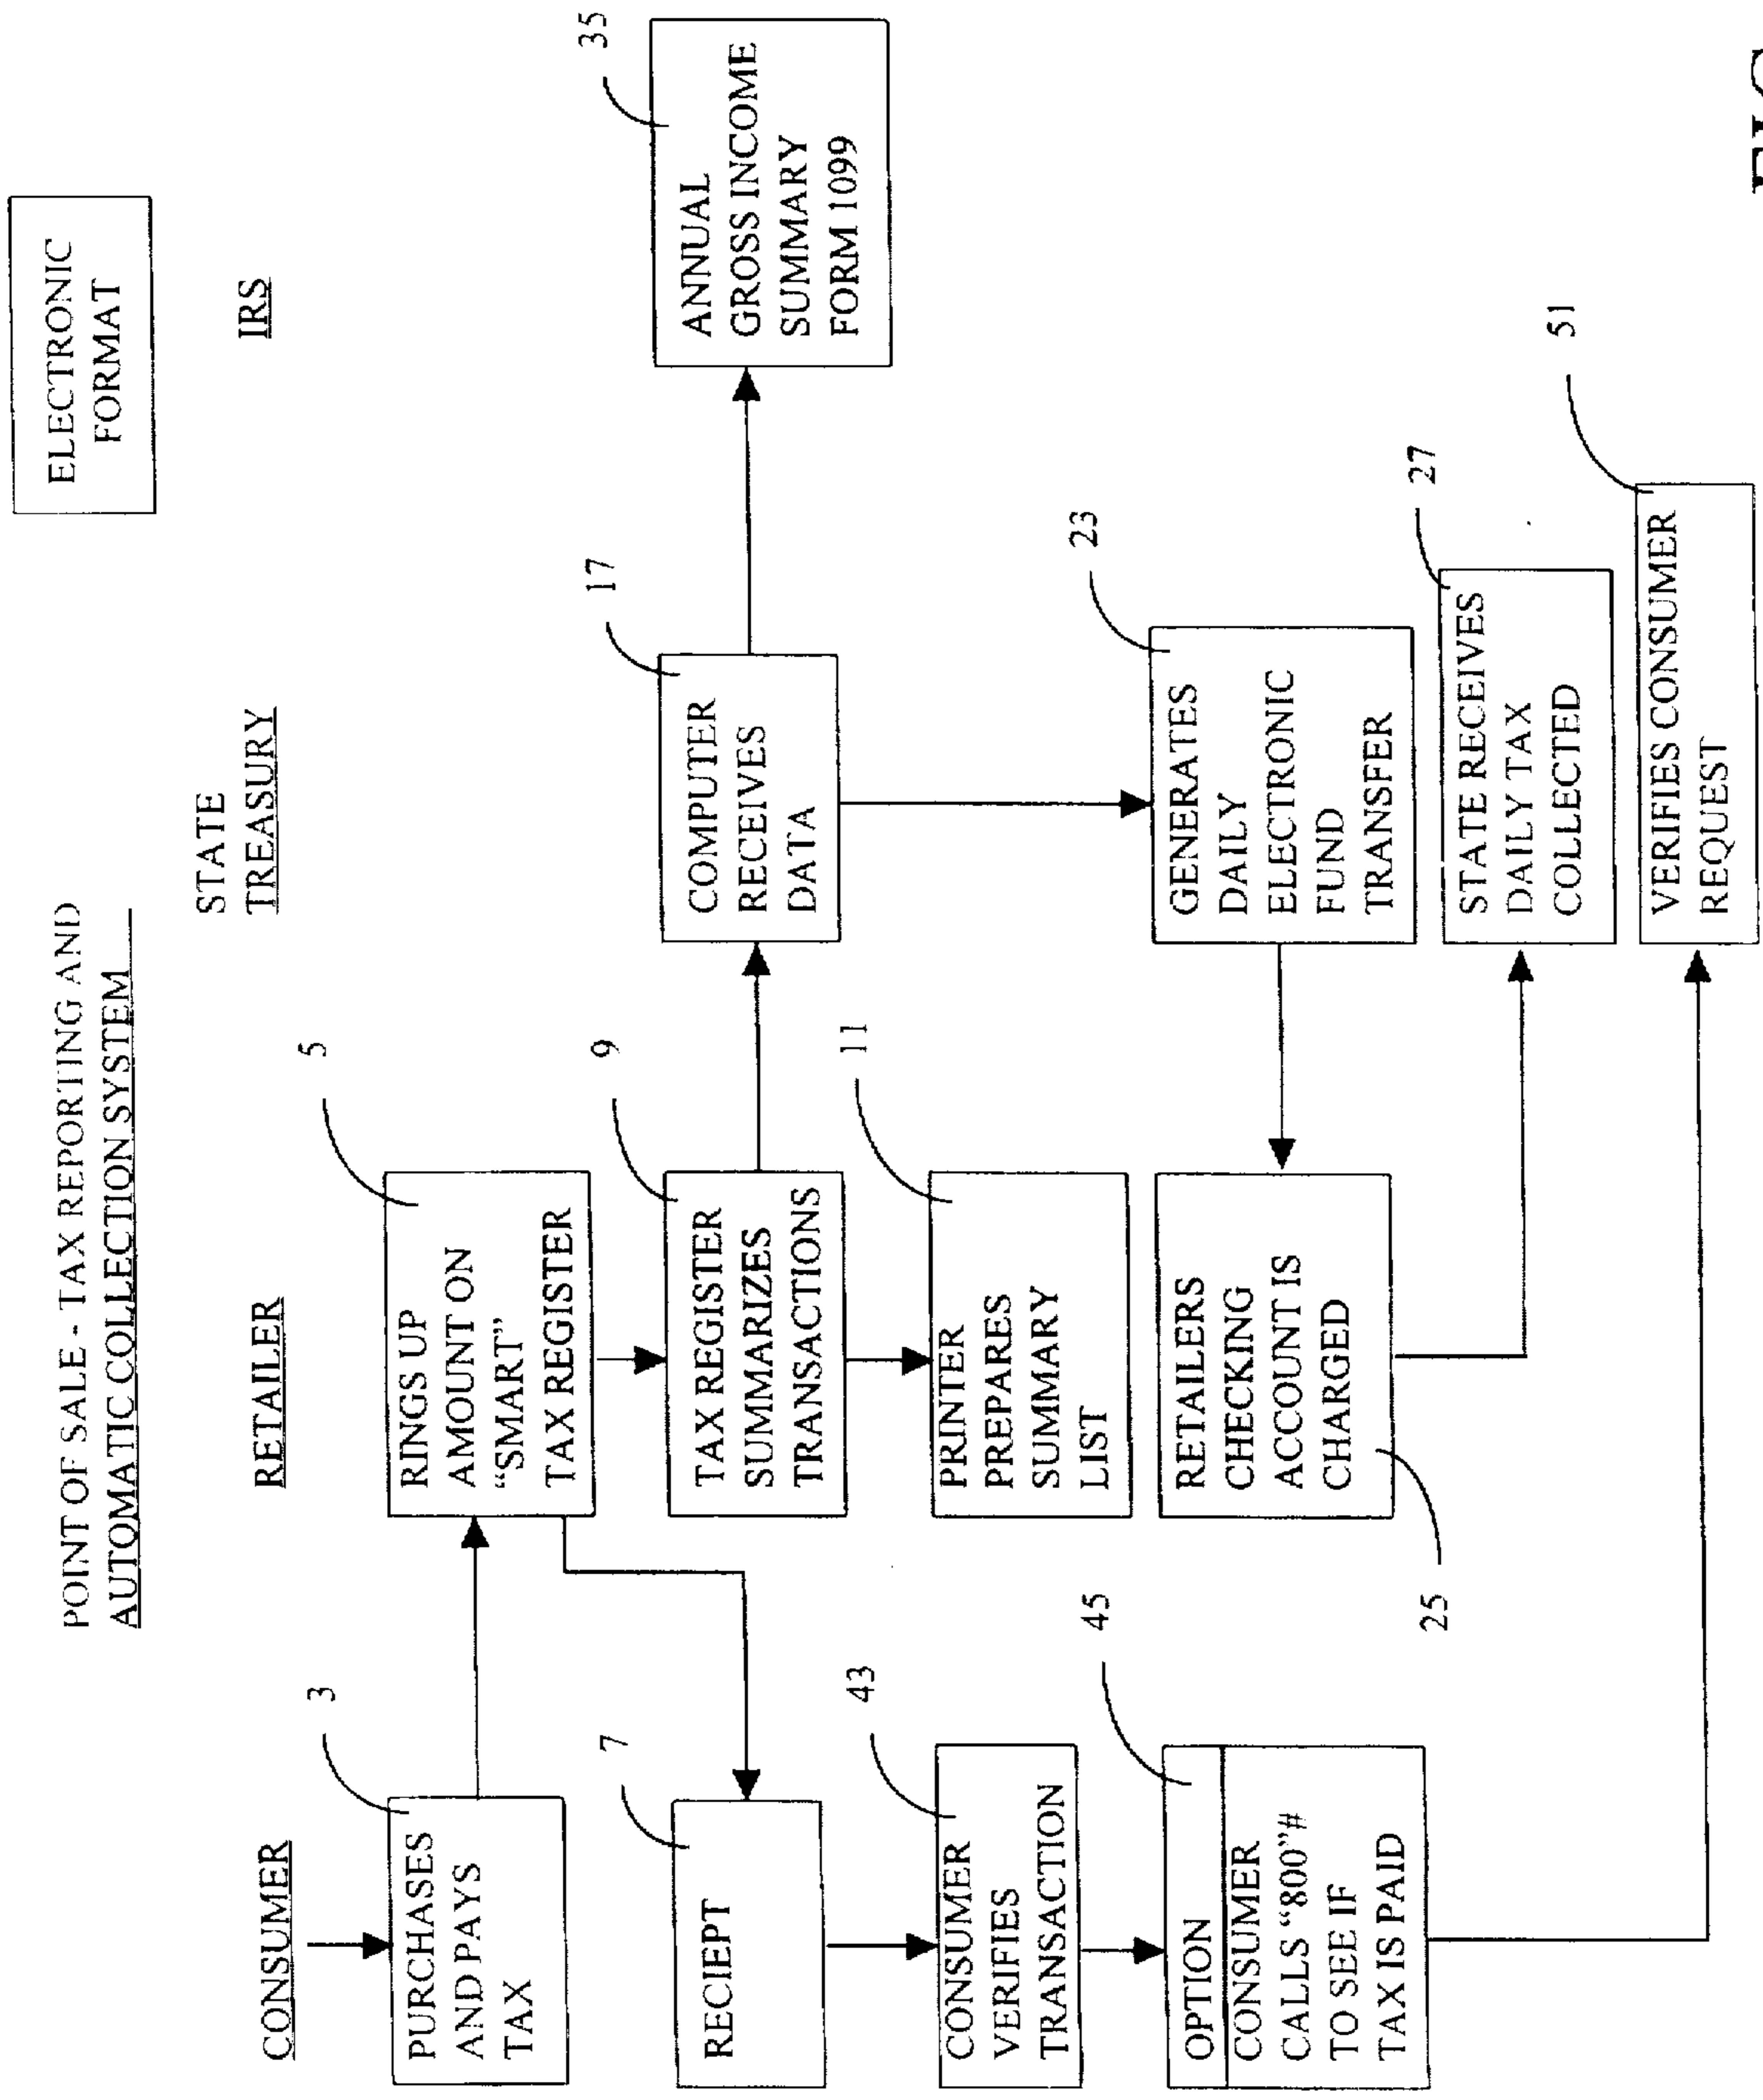 ELECTRONIC
FORMAT
POINT OF SALE - TAX REPORTING AND
AUTOMATIC COLLECTION SYSTEM
CONSUMER
RETAILER
STATE
TREASURY
IRS
3
PURCHASES
AND PAYS
TAX
5
RINGS UP
AMOUNT ON
“SMART”
TAX REGISTER
7
RECIEPT
9
TAX REGISTER
SUMMARIZES
TRANSACTIONS
17
COMPUTER
RECEIVES
DATA
35
ANNUAL
GROSS INCOME
SUMMARY
FORM 1099
43
CONSUMER
VERIFIES
TRANSACTION
11
PRINTER
PREPARES
SUMMARY
LIST
45
OPTION
CONSUMER
CALLS “800”#
TO SEE IF
TAX IS PAID
25
RETAILERS
CHECKING
ACCOUNT IS
CHARGED
23
GENERATES
DAILY
ELECTRONIC
FUND
TRANSFER
27
STATE RECEIVES
DAILY TAX
COLLECTED
51
VERIFIES CONSUMER
REQUEST